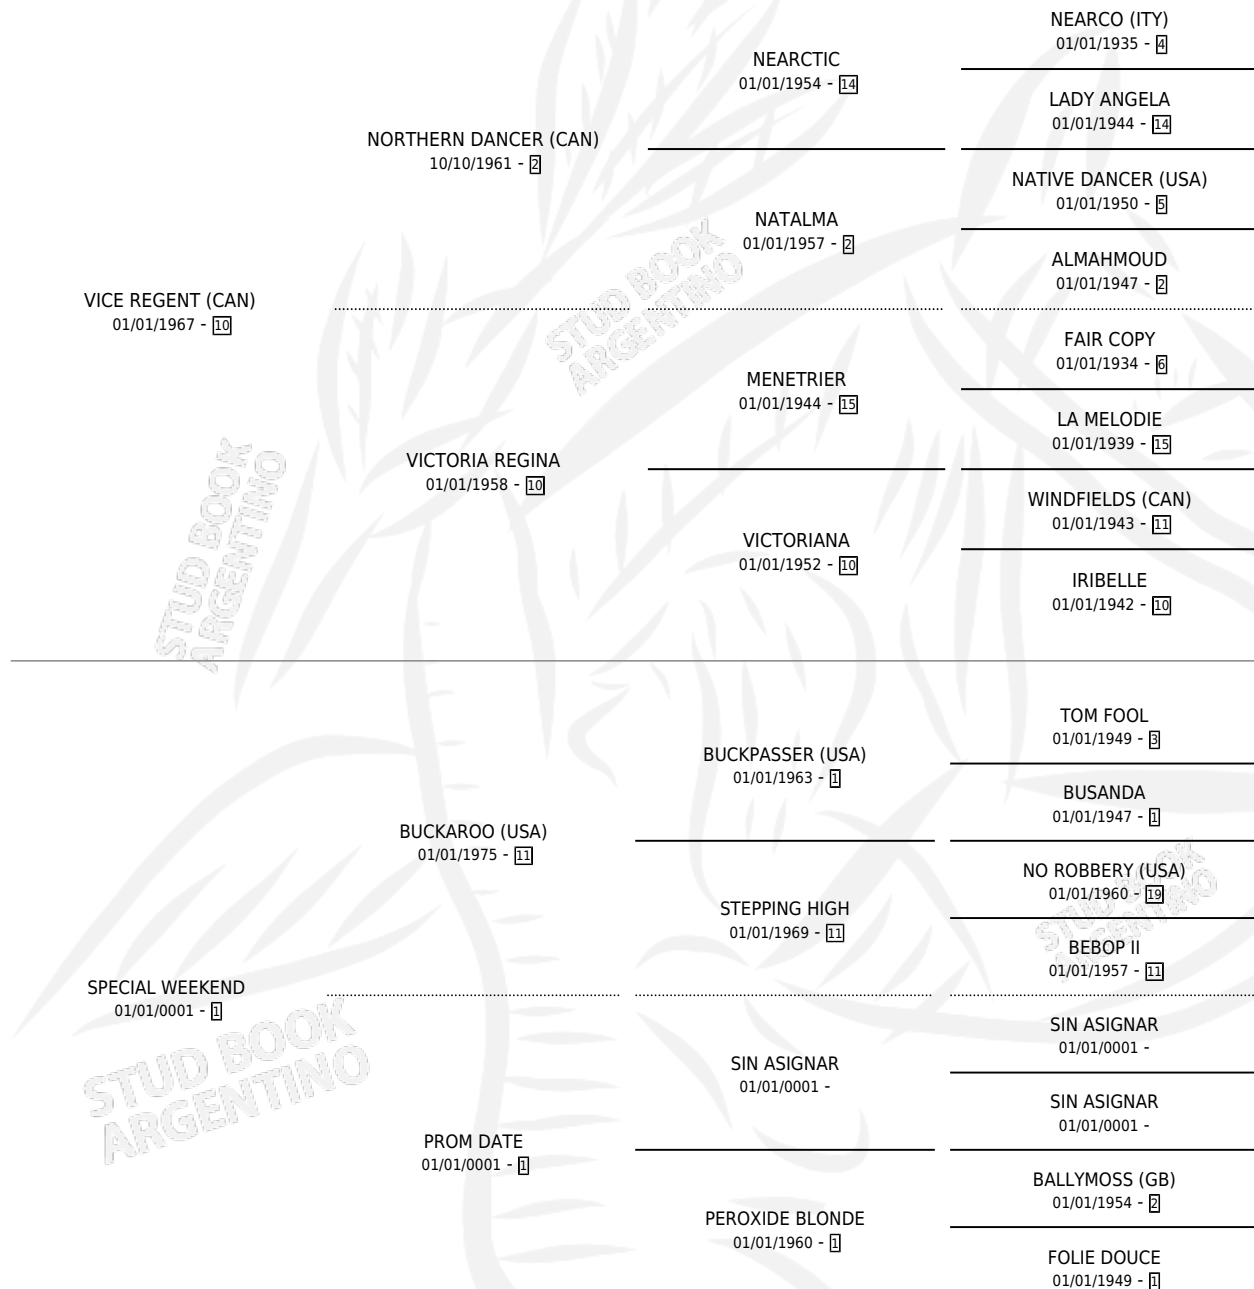 NEARCO (ITY)
01/01/1935 - 4
NEARCTIC
01/01/1954 - 14
LADY ANGELA
01/01/1944 - 14
NORTHERN DANCER (CAN)
10/10/1961 - 2
NATIVE DANCER (USA)
01/01/1950 - 5
NATALMA
01/01/1957 - 2
ALMAHMOUD
01/01/1947 - 2
VICE REGENT (CAN)
01/01/1967 - 10
STUD BOOK
ARGENTINO
FAIR COPY
01/01/1934 - 6
MENETRIER
01/01/1944 - 15
LA MELODIE
01/01/1939 - 15
VICTORIA REGINA
01/01/1958 - 10
WINDFIELDS (CAN)
01/01/1943 - 11
VICTORIANA
01/01/1952 - 10
IRIBELLE
01/01/1942 - 10
STUD BOOK
ARGENTINO
TOM FOOL
01/01/1949 - 3
BUCKPASSER (USA)
01/01/1963 - 1
BUSANDA
01/01/1947 - 1
BUCKAROO (USA)
01/01/1975 - 11
NO ROBBERY (USA)
01/01/1960 - 19
STEPPING HIGH
01/01/1969 - 11
BEBOP II
01/01/1957 - 11
STUD BOOK
ARGENTINO
SPECIAL WEEKEND
01/01/0001 - 1
STUD BOOK
ARGENTINO
SIN ASIGNAR
01/01/0001 -
SIN ASIGNAR
01/01/0001 -
SIN ASIGNAR
01/01/0001 -
PROM DATE
01/01/0001 - 1
BALLYMOSS (GB)
01/01/1954 - 2
PEROXIDE BLONDE
01/01/1960 - 1
FOLIE DOUCE
01/01/1949 - 1